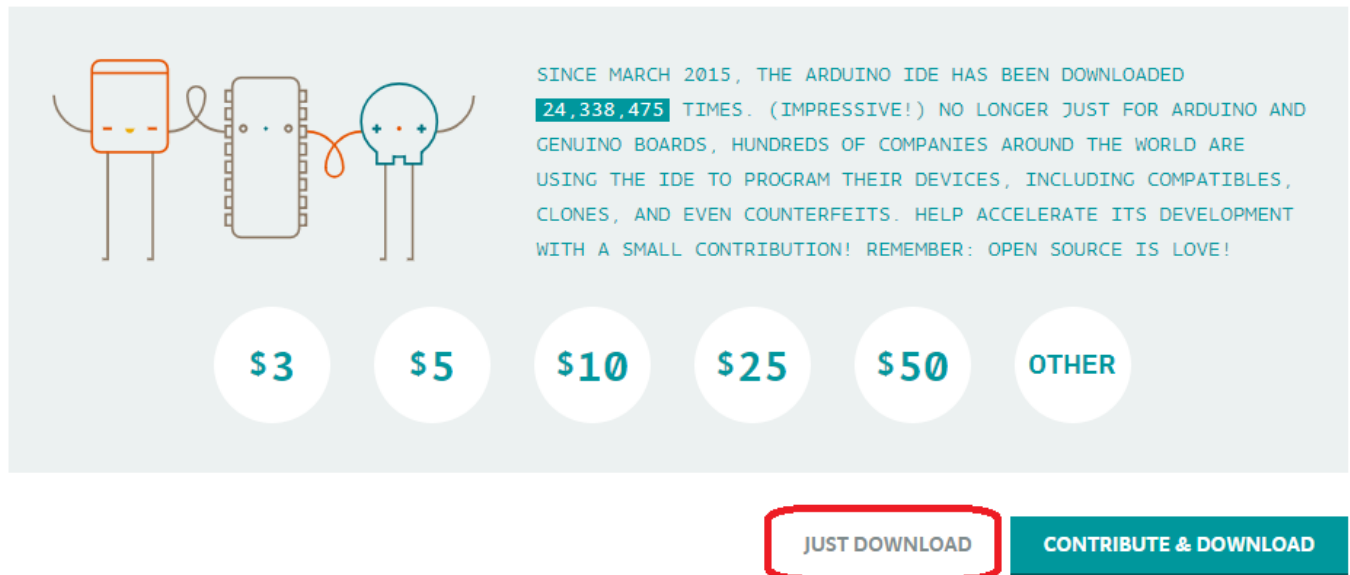 SINCE MARCH 2015, THE ARDUINO IDE HAS BEEN DOWNLOADED
24,338,475 TIMES. (IMPRESSIVE!) NO LONGER JUST FOR ARDUINO AND
GENUINO BOARDS, HUNDREDS OF COMPANIES AROUND THE WORLD ARE
USING THE IDE TO PROGRAM THEIR DEVICES, INCLUDING COMPATIBLES,
CLONES, AND EVEN COUNTERFEITS. HELP ACCELERATE ITS DEVELOPMENT
WITH A SMALL CONTRIBUTION! REMEMBER: OPEN SOURCE IS LOVE!
$3 $5 $10 $25 $50 OTHER
JUST DOWNLOAD CONTRIBUTE & DOWNLOAD